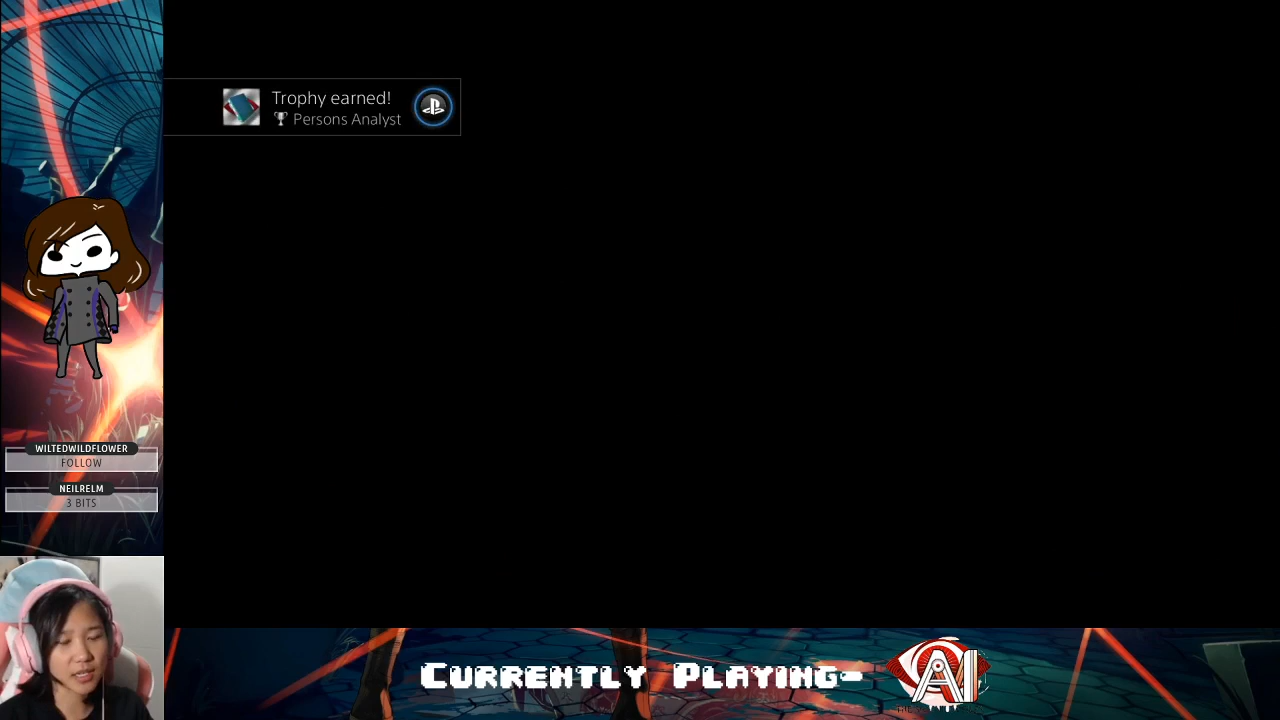 Trophy earned!
Persons Analyst
WILTEDWILDFLOWER
FOLLOW
NEILRELM
3 BITS
CURRENTLY PLAYING-
AI